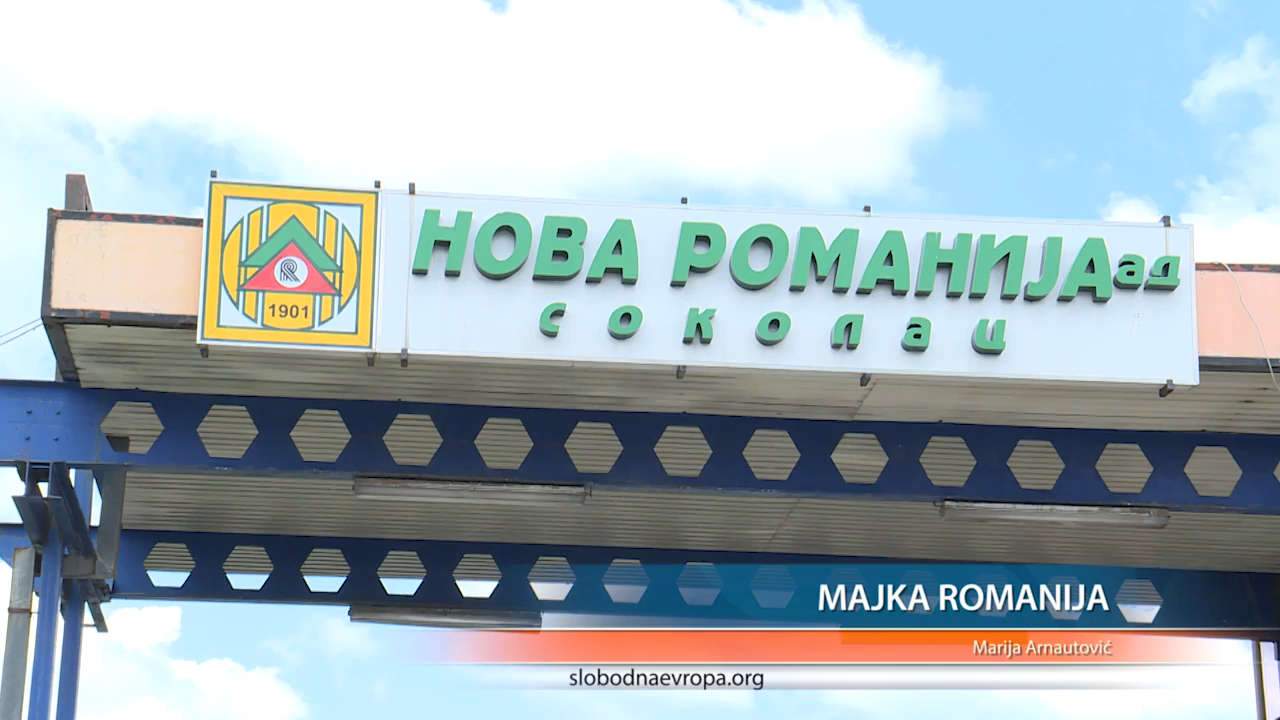 НОВА РОМАНИЈА ад
соколац
R
1901
MAJKA ROMANIJA
Marija Arnautović
slobodnaevropa.org